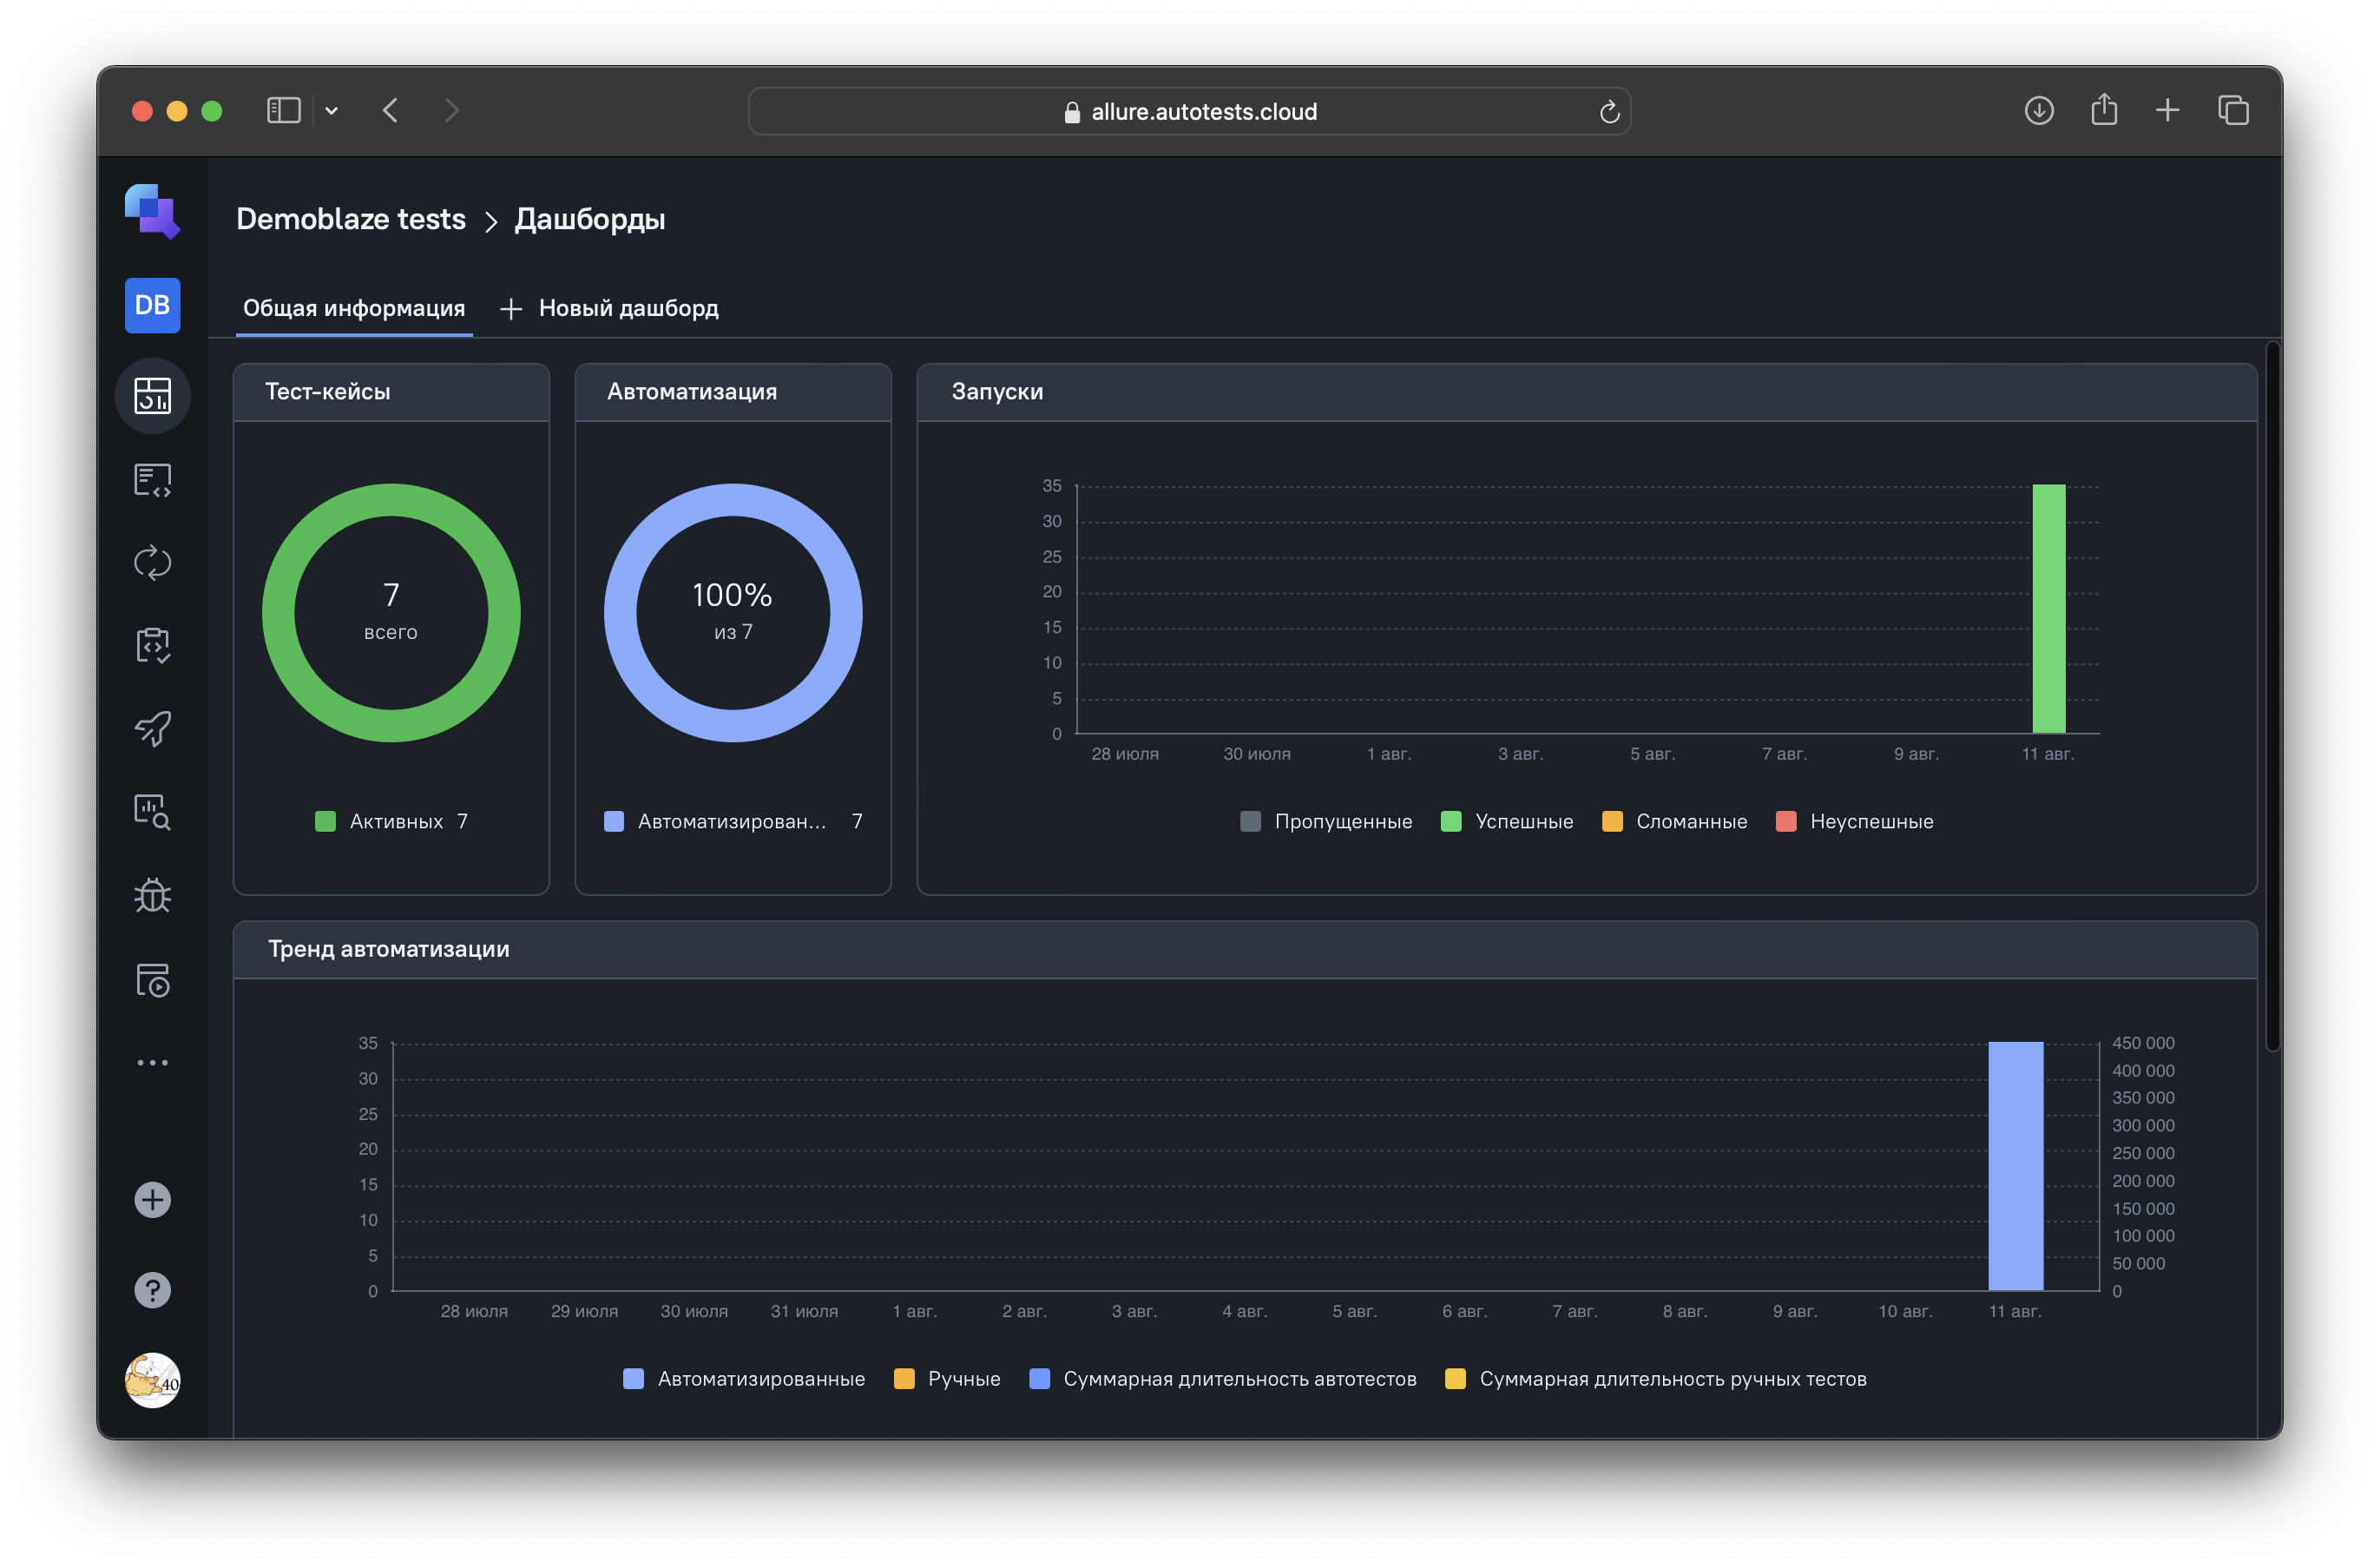 allure.autotests.cloud
Demoblaze tests > Дашборды
DB
Общая информация + Новый дашборд
Тест-кейсы
7
всего
Активных 7
Автоматизация
100%
из 7
Автоматизирован... 7
Запуски
35
30
25
20
15
10
5
0
28 июля 30 июля 1 авг. 3 авг. 5 авг. 7 авг. 9 авг. 11 авг.
Пропущенные Успешные Сломанные Неуспешные
Тренд автоматизации
35
30
25
20
15
10
5
0
450 000
400 000
350 000
300 000
250 000
200 000
150 000
100 000
50 000
0
28 июля 29 июля 30 июля 31 июля 1 авг. 2 авг. 3 авг. 4 авг. 5 авг. 6 авг. 7 авг. 8 авг. 9 авг. 10 авг. 11 авг.
Автоматизированные Ручные Суммарная длительность автотестов Суммарная длительность ручных тестов
?
40